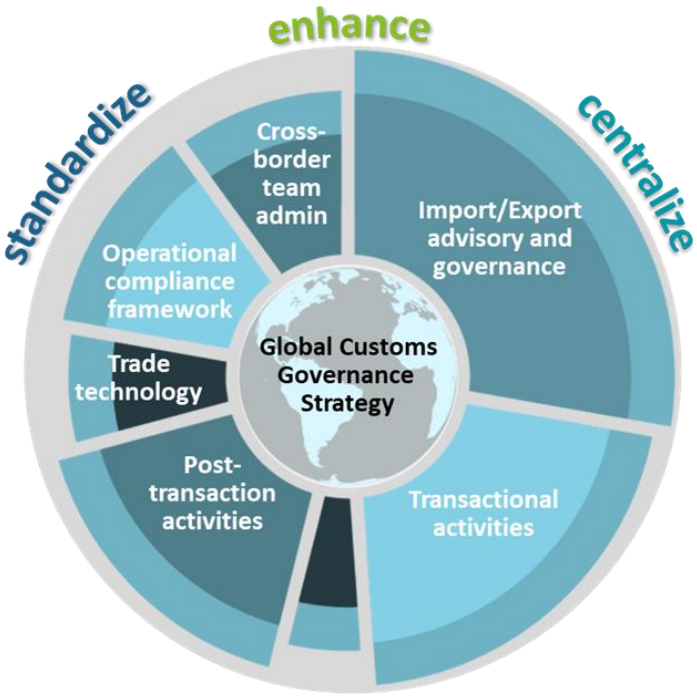 enhance
standardize
centralize
Cross-
border
team
admin
Import/Export
advisory and
governance
Operational
compliance
framework
Global Customs
Governance
Strategy
Trade
technology
Post-
transaction
activities
Transactional
activities